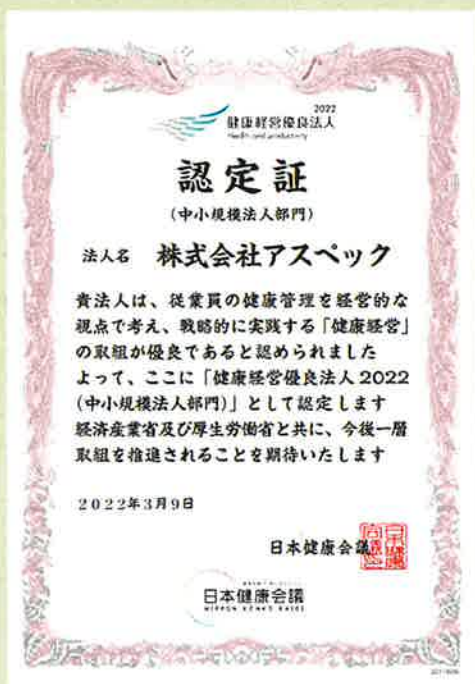 2022
健康経営優良法人
Health and productivity
認定証
(中小規模法人部門)
法人名 株式会社アスペック
貴法人は、従業員の健康管理を経営的な
視点で考え、戦略的に実践する「健康経営」
の取組が優良であると認められました
よって、ここに「健康経営優良法人2022
(中小規模法人部門)」として認定します
経済産業省及び厚生労働省と共に、今後一層
取組を推進されることを期待いたします
2022年3月9日
日本健康会議
日本健康会議
NIPPON KENKO KAIGI